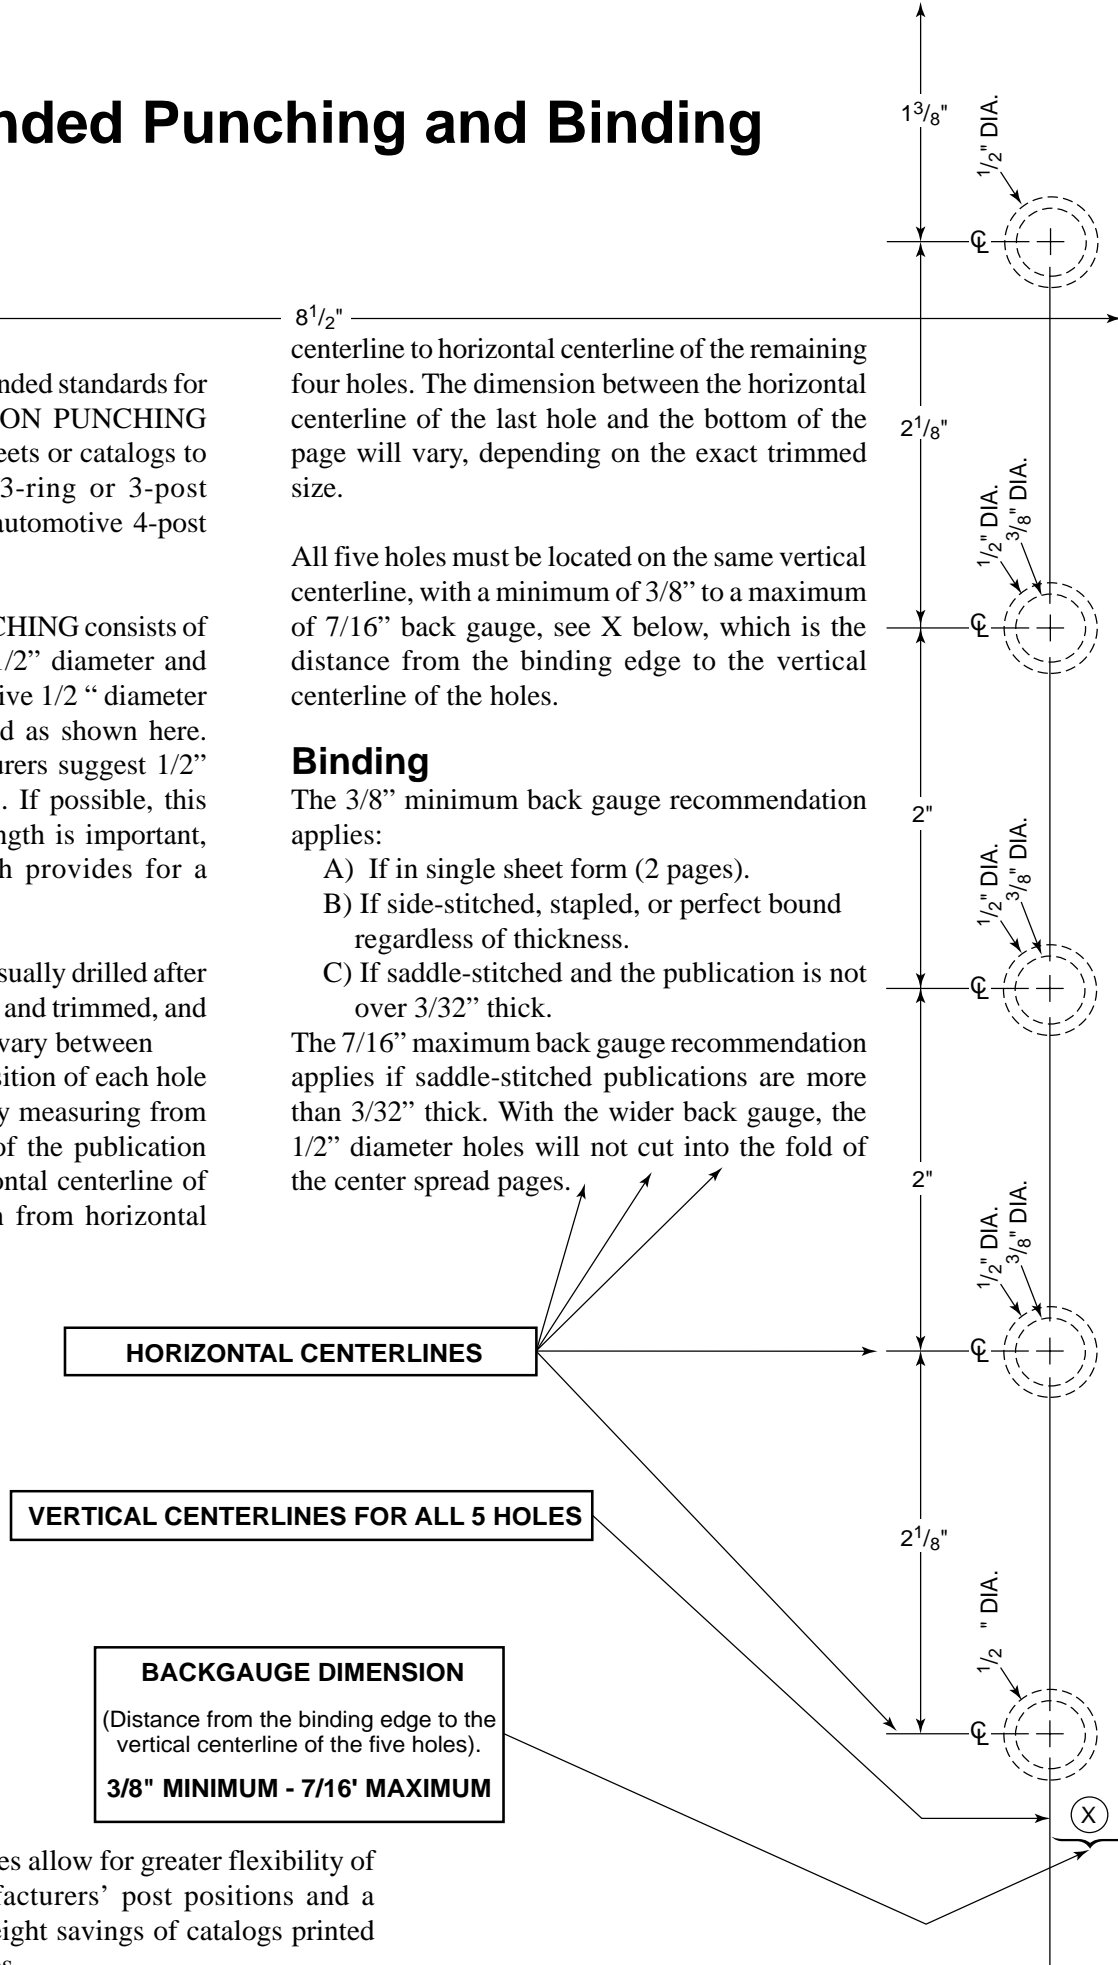 nded Punching and Binding
8 1/2"
nded standards for
ON PUNCHING
eets or catalogs to
3-ring or 3-post
automotive 4-post
CHING consists of
1/2” diameter and
ive 1/2 “ diameter
d as shown here.
urers suggest 1/2”
. If possible, this
ngth is important,
h provides for a
sually drilled after
and trimmed, and
vary between
sition of each hole
y measuring from
of the publication
ontal centerline of
n from horizontal
centerline to horizontal centerline of the remaining
four holes. The dimension between the horizontal
centerline of the last hole and the bottom of the
page will vary, depending on the exact trimmed
size.
All five holes must be located on the same vertical
centerline, with a minimum of 3/8” to a maximum
of 7/16” back gauge, see X below, which is the
distance from the binding edge to the vertical
centerline of the holes.
Binding
The 3/8” minimum back gauge recommendation
applies:
A) If in single sheet form (2 pages).
B) If side-stitched, stapled, or perfect bound
regardless of thickness.
C) If saddle-stitched and the publication is not
over 3/32” thick.
The 7/16” maximum back gauge recommendation
applies if saddle-stitched publications are more
than 3/32” thick. With the wider back gauge, the
1/2” diameter holes will not cut into the fold of
the center spread pages.
HORIZONTAL CENTERLINES
VERTICAL CENTERLINES FOR ALL 5 HOLES
BACKGAUGE DIMENSION
(Distance from the binding edge to the
vertical centerline of the five holes).
3/8" MINIMUM - 7/16' MAXIMUM
es allow for greater flexibility of
facturers’ post positions and a
eight savings of catalogs printed
1 3/8"
1/2" DIA.
℄
2 1/8"
1/2" DIA.
3/8" DIA.
℄
2"
1/2" DIA.
3/8" DIA.
℄
2"
1/2" DIA.
3/8" DIA.
℄
2 1/8"
1/2 " DIA.
℄
X